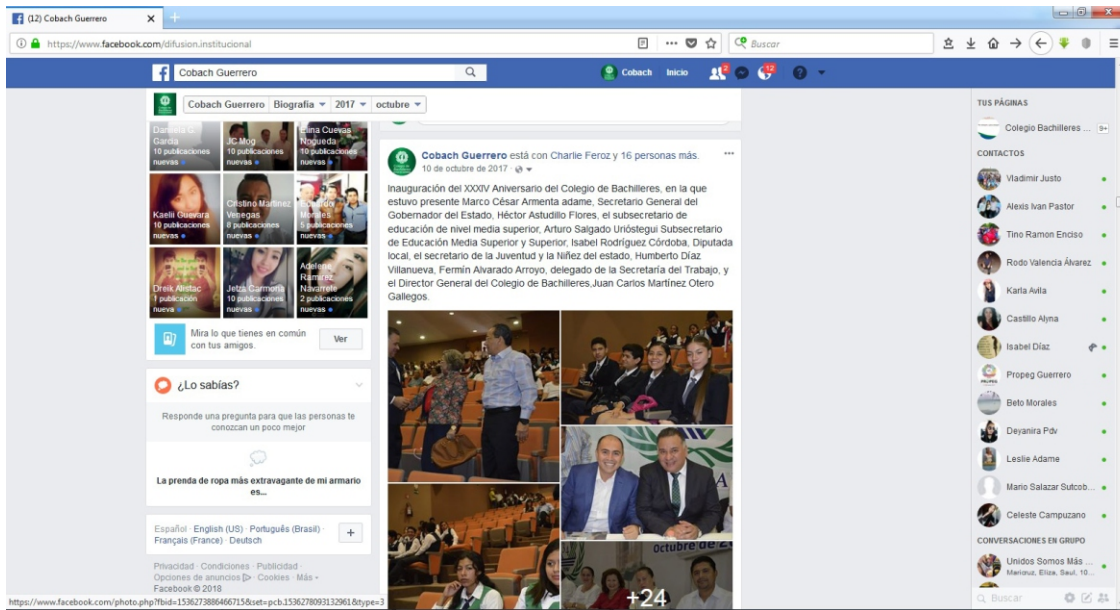 (12) Cobach Guerrero
https://www.facebook.com/difusion.institucional
Buscar
Cobach Guerrero
Cobach
Inicio
2
12
Cobach Guerrero Biografía 2017 octubre
Daniela G.
García
10 publicaciones
nuevas
JC Mog
10 publicaciones
nuevas
Elina Cuevas
Nogueda
10 publicaciones
nuevas
Kaelii Guevara
10 publicaciones
nuevas
Cristino Martinez
Venegas
8 publicaciones
nuevas
Eduardo
Morales
5 publicaciones
nuevas
Dreik Alistac
1 publicación
nueva
Jetza Carmona
10 publicaciones
nuevas
Adelena
Ramirez
Navarrete
2 publicaciones
nuevas
Mira lo que tienes en común
con tus amigos.
Ver
¿Lo sabías?
Responde una pregunta para que las personas te
conozcan un poco mejor
La prenda de ropa más extravagante de mi armario
es...
Español · English (US) · Português (Brasil) ·
Français (France) · Deutsch
Privacidad · Condiciones · Publicidad ·
Opciones de anuncios · Cookies · Más
Facebook © 2018
https://www.facebook.com/photo.php?fbid=1536273886466715&set=pcb.1536278093132961&type=3
Cobach Guerrero está con Charlie Feroz y 16 personas más.
10 de octubre de 2017
Inauguración del XXXIV Aniversario del Colegio de Bachilleres, en la que
estuvo presente Marco César Armenta adame, Secretario General del
Gobernador del Estado, Héctor Astudillo Flores, el subsecretario de
educación de nivel media superior, Arturo Salgado Urióstegui Subsecretario
de Educación Media Superior y Superior, Isabel Rodríguez Córdoba, Diputada
local, el secretario de la Juventud y la Niñez del estado, Humberto Díaz
Villanueva, Fermín Alvarado Arroyo, delegado de la Secretaría del Trabajo, y
el Director General del Colegio de Bachilleres,Juan Carlos Martínez Otero
Gallegos.
Octubre de 20
+24
TUS PÁGINAS
Colegio Bachilleres ... 9+
CONTACTOS
Vladimir Justo
Alexis Ivan Pastor
Tino Ramon Enciso
Rodo Valencia Álvarez
Karla Avila
Castillo Alyna
Isabel Díaz
Propeg Guerrero
Beto Morales
Deyanira Pdv
Leslie Adame
Mario Salazar Sutcob...
Celeste Campuzano
CONVERSACIONES EN GRUPO
Unidos Somos Más ...
Maricruz, Eliza, Saul, 10...
Buscar